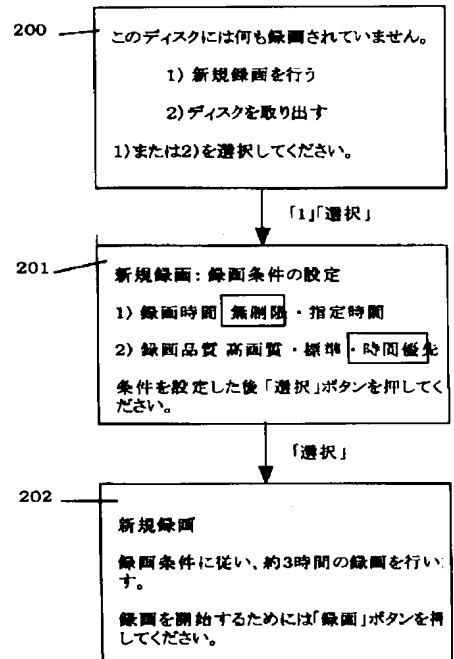 200
このディスクには何も録画されていません。
1) 新規録画を行う
2)ディスクを取り出す
1)または2)を選択してください。
「1」「選択」
201
新規録画: 録画条件の設定
1) 録画時間 無制限・指定時間
2) 録画品質 高画質・標準・時間優先
条件を設定した後「選択」ボタンを押してく
ださい。
「選択」
202
新規録画
録画条件に従い、約3時間の録画を行い
す。
録画を開始するためには「録画」ボタンを押
してください。